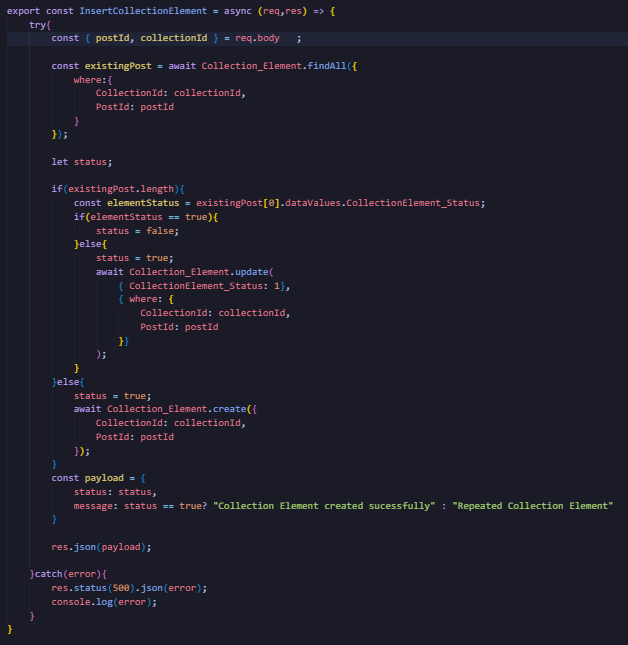 export const InsertCollectionElement = async (req,res) => {
    try{
        const { postId, collectionId } = req.body   ;
        const existingPost = await Collection_Element.findAll({
            where:{
                CollectionId: collectionId,
                PostId: postId
            }
        });
        let status;
        if(existingPost.length){
            const elementStatus = existingPost[0].dataValues.CollectionElement_Status;
            if(elementStatus == true){
                status = false;
            }else{
                status = true;
                await Collection_Element.update(
                    { CollectionElement_Status: 1},
                    { where: {
                        CollectionId: collectionId,
                        PostId: postId
                    }}
                );
            }
        }else{
            status = true;
            await Collection_Element.create({
                CollectionId: collectionId,
                PostId: postId
            });
        }
        const payload = {
            status: status,
            message: status == true? "Collection Element created sucessfully" : "Repeated Collection Element"
        }
        res.json(payload);
    }catch(error){
        res.status(500).json(error);
        console.log(error);
    }
}